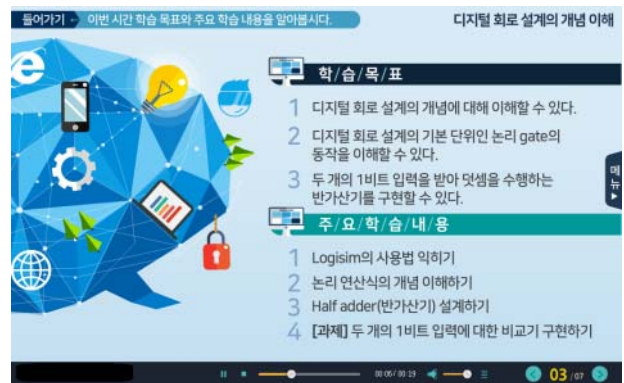 들어가기 이번 시간 학습 목표와 주요 학습 내용을 알아봅시다.
디지털 회로 설계의 개념 이해
학/습/목/표
1 디지털 회로 설계의 개념에 대해 이해할 수 있다.
2 디지털 회로 설계의 기본 단위인 논리 gate의
동작을 이해할 수 있다.
3 두 개의 1비트 입력을 받아 덧셈을 수행하는
반가산기를 구현할 수 있다.
메뉴
주/요/학/습/내/용
1 Logisim의 사용법 익히기
2 논리 연산식의 개념 이해하기
3 Half adder(반가산기) 설계하기
4 [과제] 두 개의 1비트 입력에 대한 비교기 구현하기
03 / 07